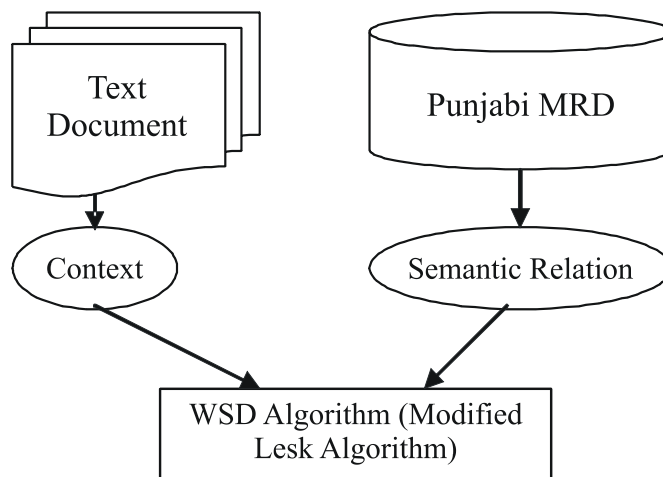 Text
Document
Punjabi MRD
Context
Semantic Relation
WSD Algorithm (Modified
Lesk Algorithm)